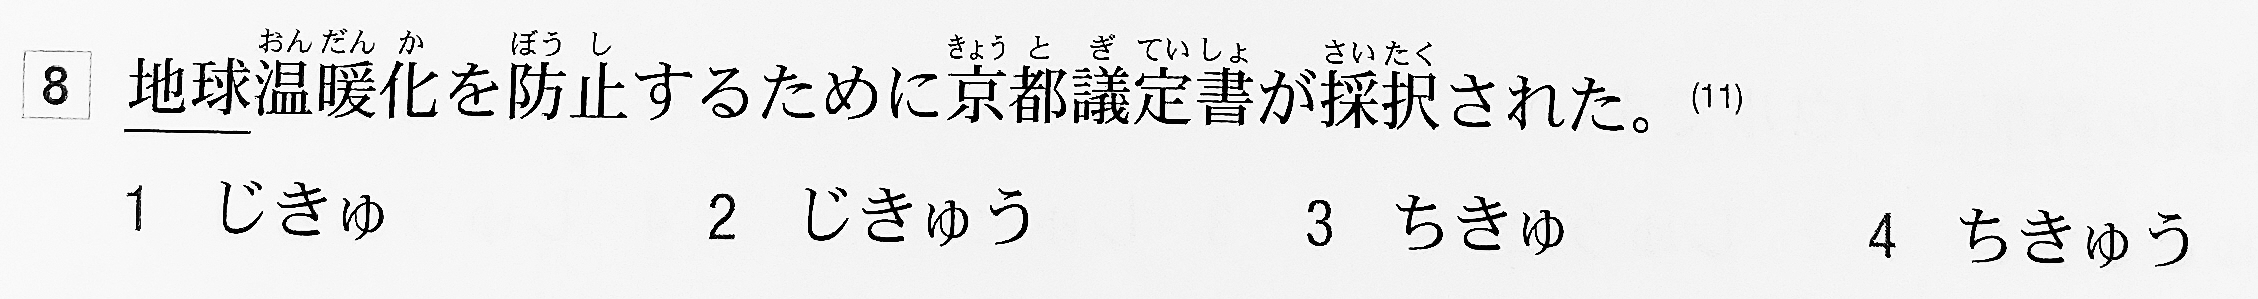 おんだんか ぼうし きょうとぎていしょ さいたく
8 地球温暖化を防止するために京都議定書が採択された。(11)
1 じきゅ 2 じきゅう 3 ちきゅ 4 ちきゅう